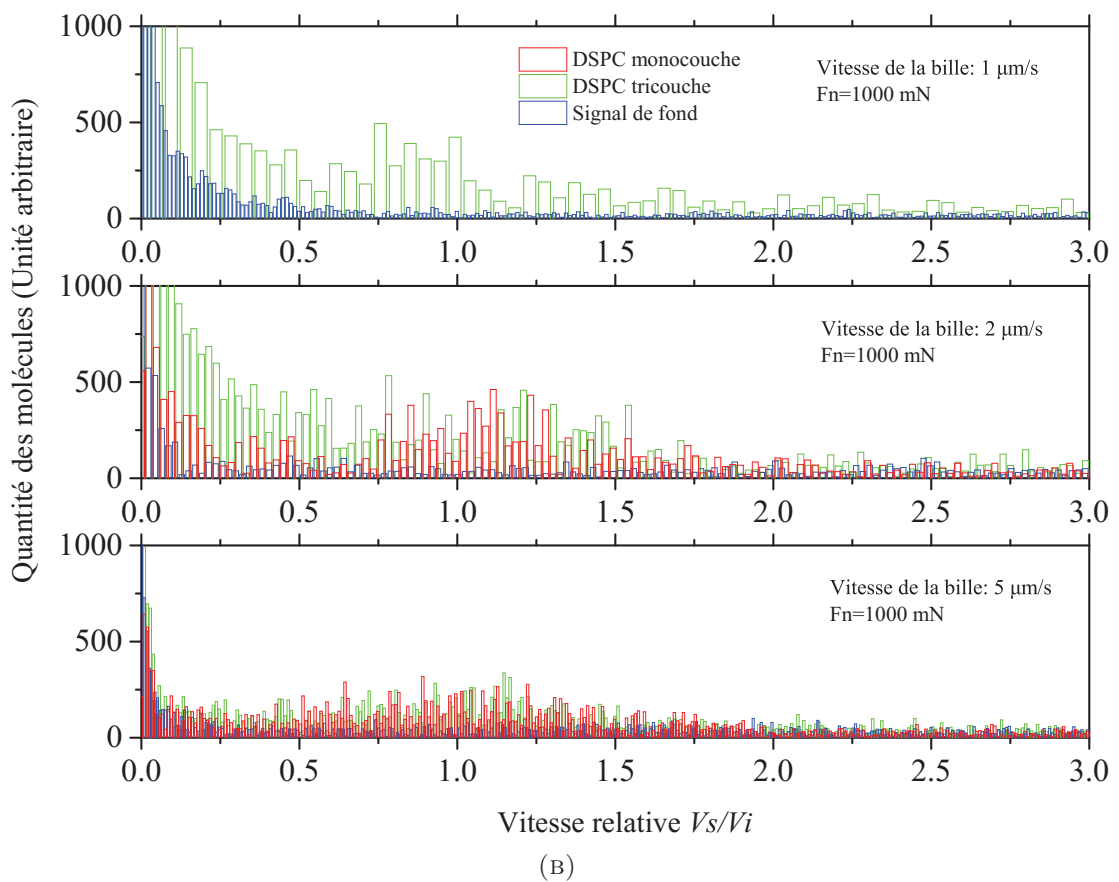 1000
500
0
DSPC monocouche
DSPC tricouche
Signal de fond
Vitesse de la bille: 1 μm/s
Fn=1000 mN
0.0 0.5 1.0 1.5 2.0 2.5 3.0
1000
500
0
Vitesse de la bille: 2 μm/s
Fn=1000 mN
0.0 0.5 1.0 1.5 2.0 2.5 3.0
1000
500
0
Vitesse de la bille: 5 μm/s
Fn=1000 mN
0.0 0.5 1.0 1.5 2.0 2.5 3.0
Quantité des molécules (Unité arbitraire)
Vitesse relative Vs/Vi
(B)